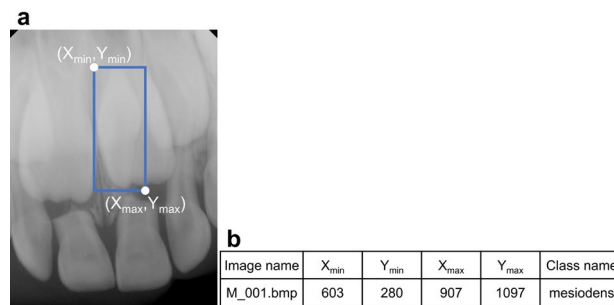 a
(Xmin,Ymin)
(Xmax,Ymax)
b
Image name Xmin Ymin Xmax Ymax Class name
M_001.bmp 603 280 907 1097 mesiodens